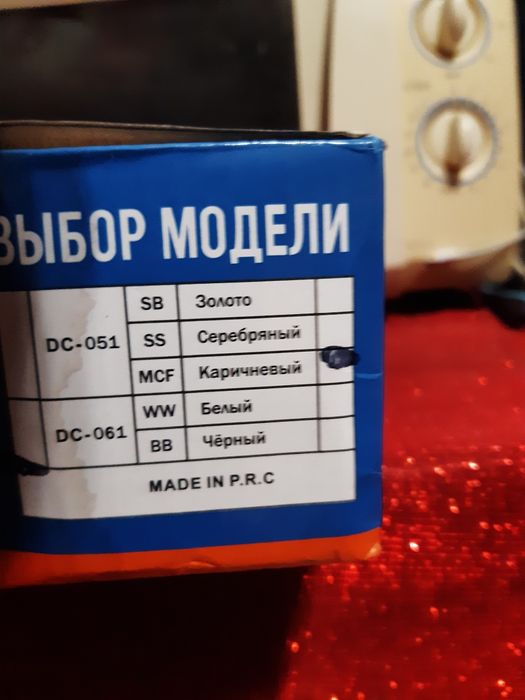 ВЫБОР МОДЕЛИ
DC-051 SB Золото
SS Серебряный
MCF Каричневый
DC-061 WW Белый
BB Чёрный
MADE IN P.R.C